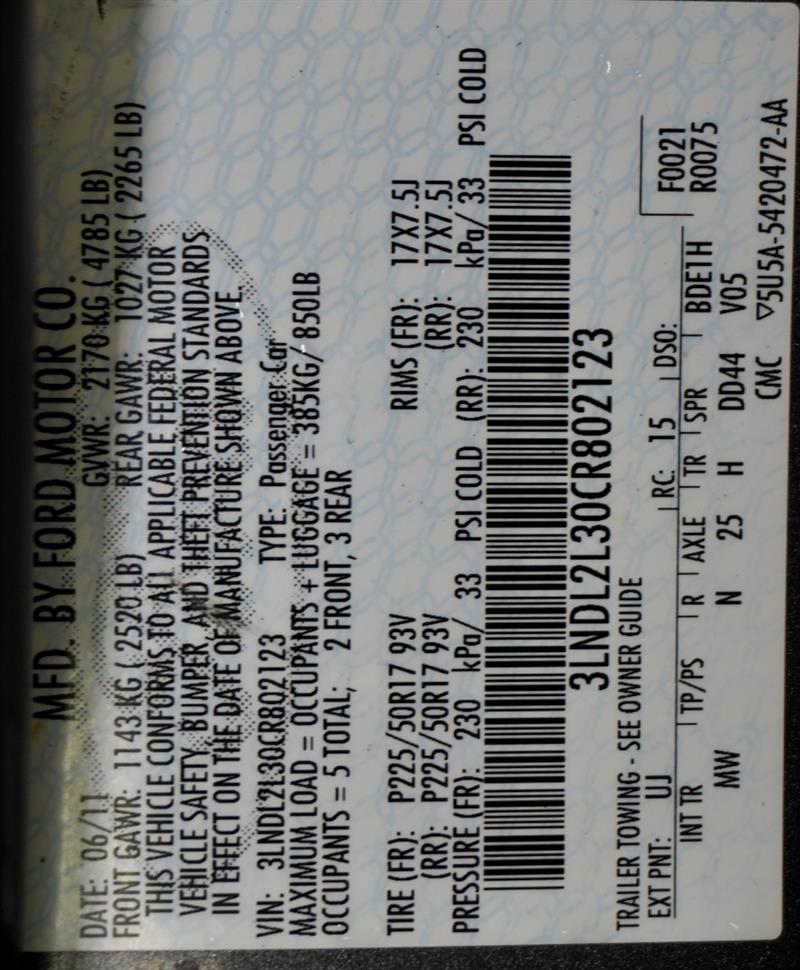 MFD. BY FORD MOTOR CO.
DATE: 06/11 GVWR: 2170 KG ( 4785 LB)
FRONT GAWR: 1143 KG ( 2520 LB) REAR GAWR: 1027 KG ( 2265 LB)
THIS VEHICLE CONFORMS TO ALL APPLICABLE FEDERAL MOTOR
VEHICLE SAFETY, BUMPER, AND THEFT PREVENTION STANDARDS
IN EFFECT ON THE DATE OF MANUFACTURE SHOWN ABOVE.
VIN: 3LNDL2L30CR802123 TYPE: Passenger Car
MAXIMUM LOAD = OCCUPANTS + LUGGAGE = 385KG/ 850LB
OCCUPANTS = 5 TOTAL; 2 FRONT, 3 REAR
TIRE (FR): P225/50R17 93V RIMS (FR): 17X7.5J
(RR): P225/50R17 93V (RR): 17X7.5J
PRESSURE (FR): 230 kPa/ 33 PSI COLD (RR): 230 kPa/ 33 PSI COLD
3LNDL2L30CR802123
TRAILER TOWING - SEE OWNER GUIDE
EXT PNT: UJ RC: 15 DSO: F0021
R0075
INT TR TP/PS R AXLE TR SPR BDE1H
MW N 25 H DD44 V05
CMC ▽5U5A-5420472-AA